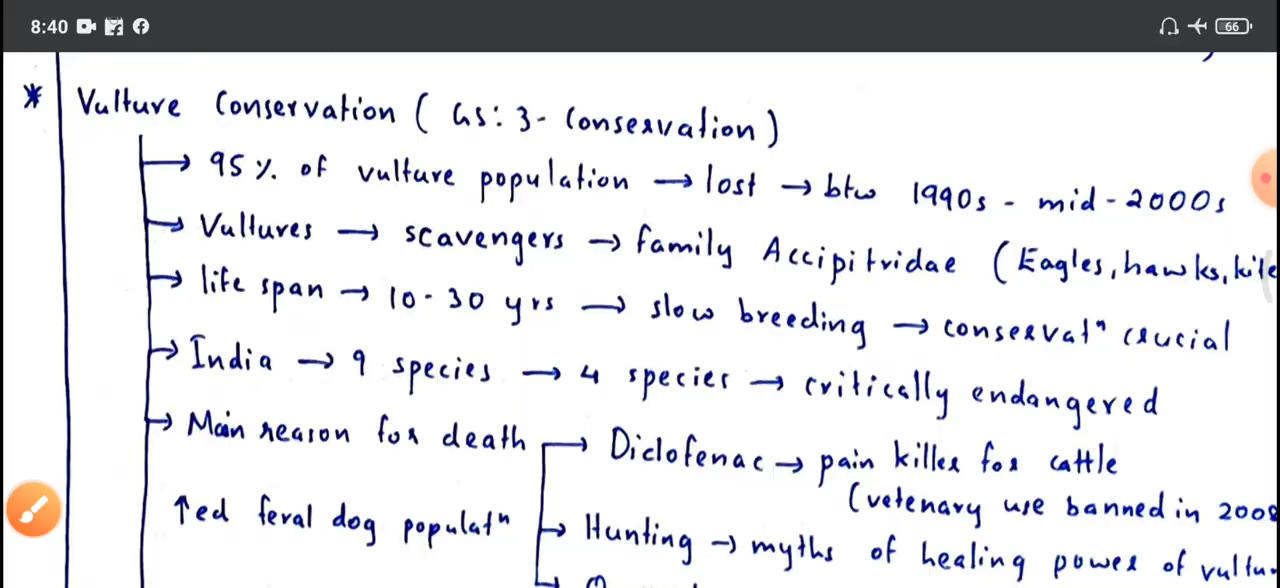 8:40
66
* Vulture Conservation ( GS: 3 - Conservation )
→ 95% of vulture population → lost → btw 1990s - mid-2000s
→ Vultures → scavengers → family Accipitridae ( Eagles, hawks, kite
→ life span → 10-30 yrs → slow breeding → conservatⁿ crucial
→ India → 9 species → 4 species → critically endangered
→ Main reason for death → Diclofenac → pain killer for cattle
(vetenary use banned in 200
↑ed feral dog populatⁿ → Hunting → myths of healing power of vultu